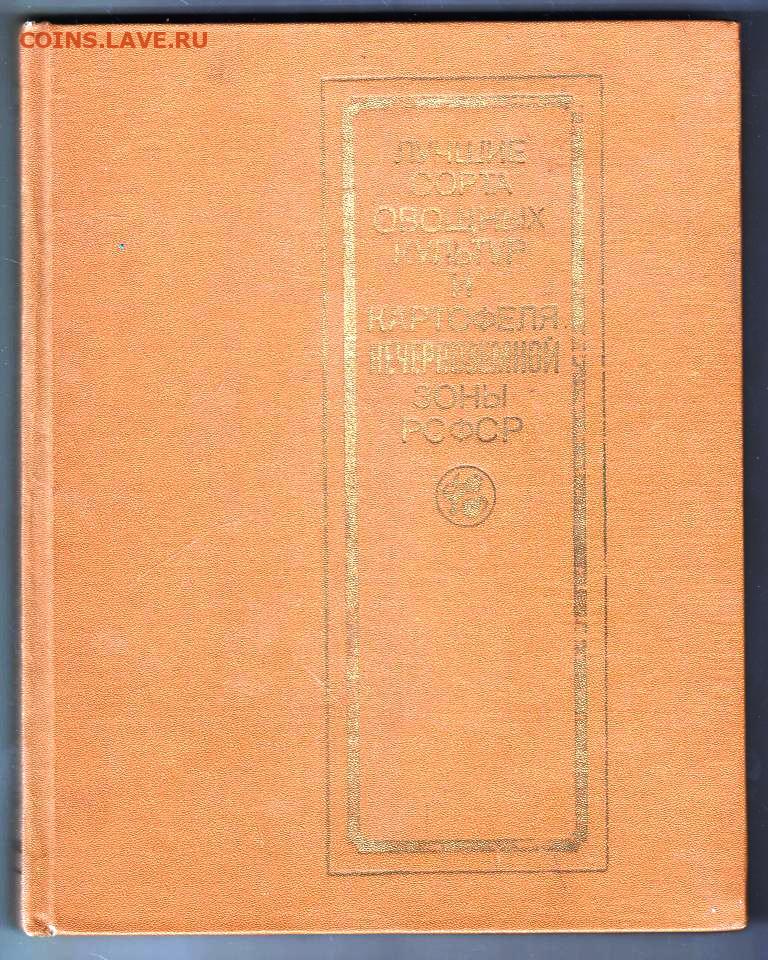 COINS.LAVE.RU
ЛУЧШИЕ
СОРТА
ОВОЩНЫХ
КУЛЬТУР
И
КАРТОФЕЛЯ
НЕЧЕРНОЗЕМНОЙ
ЗОНЫ
РСФСР